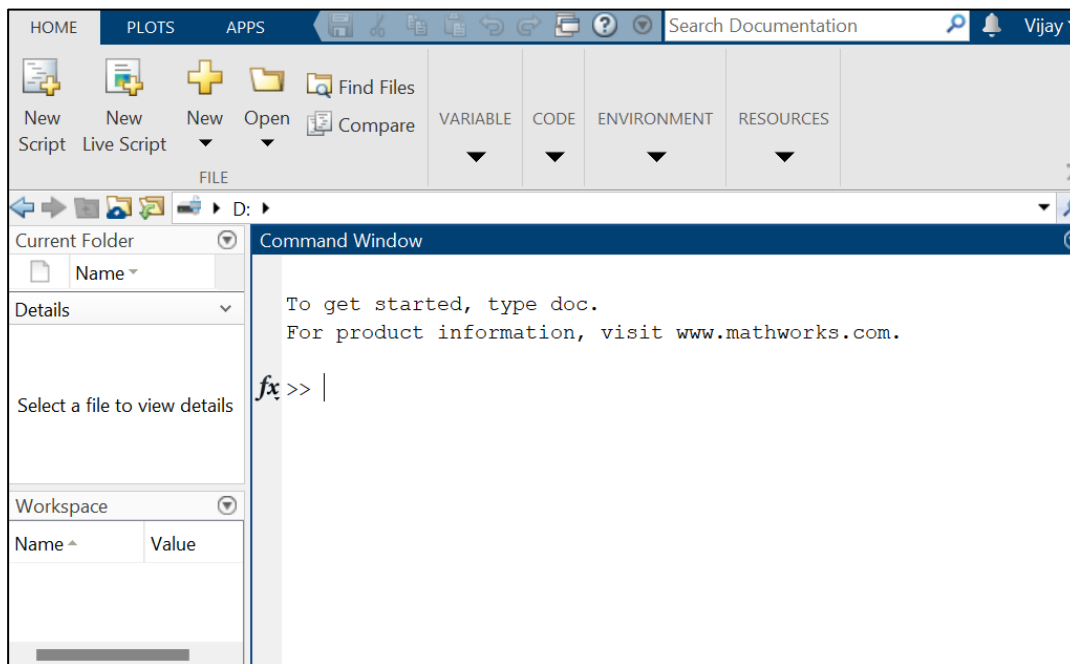 HOME PLOTS APPS Search Documentation Vijay
New Script
New Live Script
New
Open
Find Files
Compare
VARIABLE
CODE
ENVIRONMENT
RESOURCES
FILE
D:
Current Folder
Name
Details
Select a file to view details
Workspace
Name Value
Command Window
To get started, type doc.
For product information, visit www.mathworks.com.
fx >>